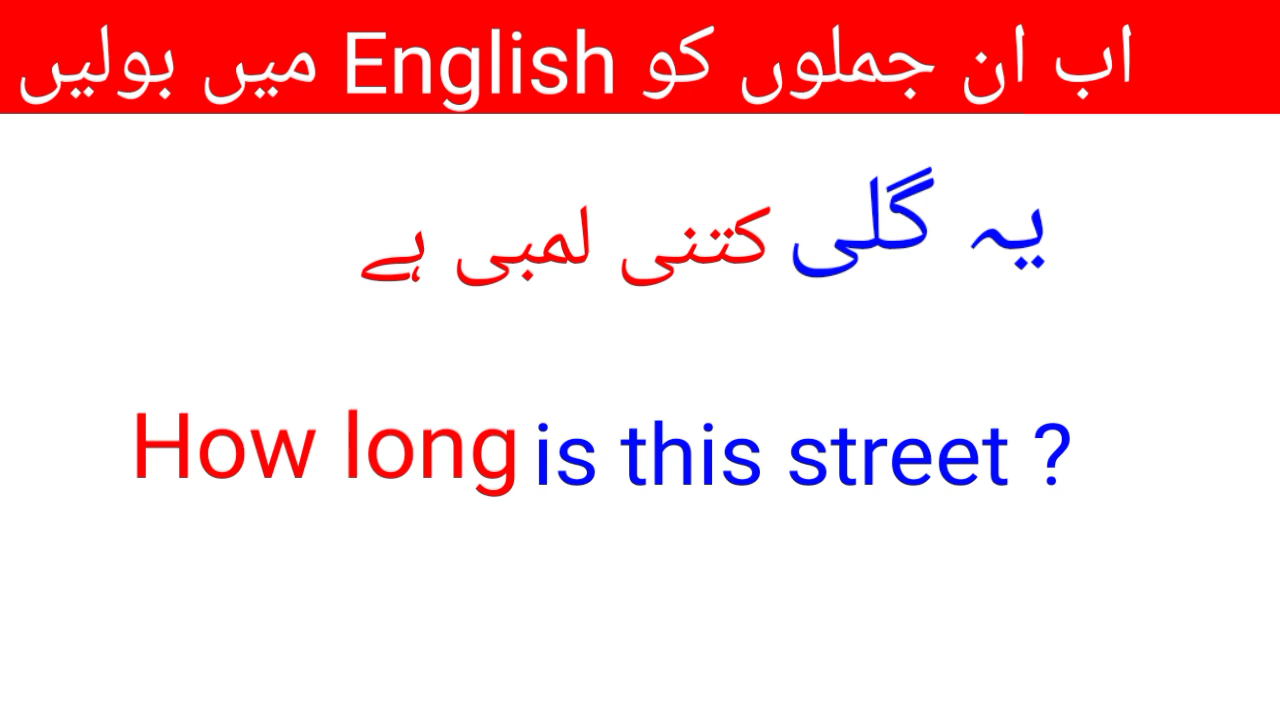 اب ان جملوں کو English میں بولیں
یہ گلی کتنی لمبی ہے
How long is this street ?